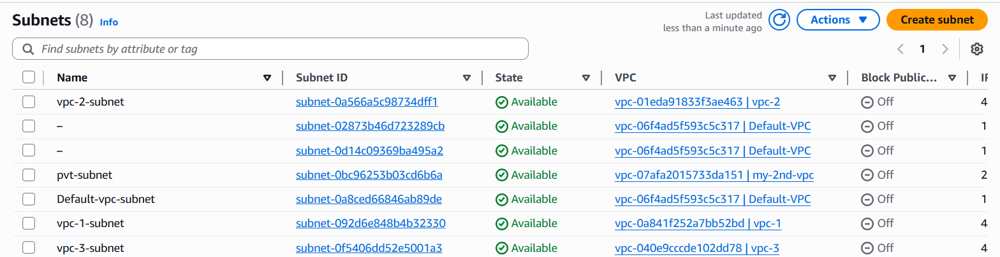 Subnets (8) Info
Last updated
less than a minute ago
Actions
Create subnet
Find subnets by attribute or tag
1
Name Subnet ID State VPC Block Public...
vpc-2-subnet subnet-0a566a5c98734dff1 Available vpc-01eda91833f3ae463 | vpc-2 Off 4
– subnet-02873b46d723289cb Available vpc-06f4ad5f593c5c317 | Default-VPC Off 1
– subnet-0d14c09369ba495a2 Available vpc-06f4ad5f593c5c317 | Default-VPC Off 1
pvt-subnet subnet-0bc96253b03cd6b6a Available vpc-07afa2015733da151 | my-2nd-vpc Off 2
Default-vpc-subnet subnet-0a8ced66846ab89de Available vpc-06f4ad5f593c5c317 | Default-VPC Off 1
vpc-1-subnet subnet-092d6e848b4b32330 Available vpc-0a841f252a7bb52bd | vpc-1 Off 4
vpc-3-subnet subnet-0f5406dd52e5001a3 Available vpc-040e9cccde102dd78 | vpc-3 Off 4